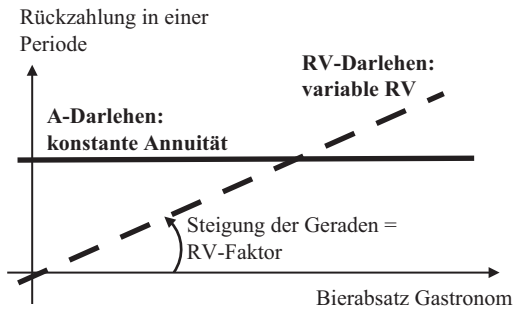 Rückzahlung in einer
Periode
RV-Darlehen:
variable RV
A-Darlehen:
konstante Annuität
Steigung der Geraden =
RV-Faktor
Bierabsatz Gastronom